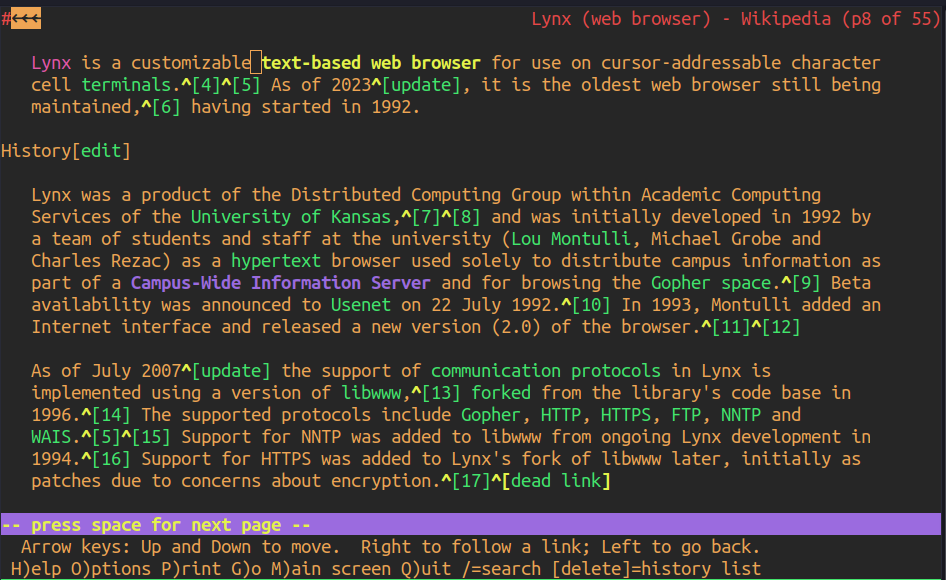 #<<< Lynx (web browser) - Wikipedia (p8 of 55)
Lynx is a customizable text-based web browser for use on cursor-addressable character
cell terminals.^[4]^[5] As of 2023^[update], it is the oldest web browser still being
maintained,^[6] having started in 1992.
History[edit]
Lynx was a product of the Distributed Computing Group within Academic Computing
Services of the University of Kansas,^[7]^[8] and was initially developed in 1992 by
a team of students and staff at the university (Lou Montulli, Michael Grobe and
Charles Rezac) as a hypertext browser used solely to distribute campus information as
part of a Campus-Wide Information Server and for browsing the Gopher space.^[9] Beta
availability was announced to Usenet on 22 July 1992.^[10] In 1993, Montulli added an
Internet interface and released a new version (2.0) of the browser.^[11]^[12]
As of July 2007^[update] the support of communication protocols in Lynx is
implemented using a version of libwww,^[13] forked from the library's code base in
1996.^[14] The supported protocols include Gopher, HTTP, HTTPS, FTP, NNTP and
WAIS.^[5]^[15] Support for NNTP was added to libwww from ongoing Lynx development in
1994.^[16] Support for HTTPS was added to Lynx's fork of libwww later, initially as
patches due to concerns about encryption.^[17]^[dead link]
-- press space for next page --
Arrow keys: Up and Down to move.  Right to follow a link; Left to go back.
H)elp O)ptions P)rint G)o M)ain screen Q)uit /=search [delete]=history list